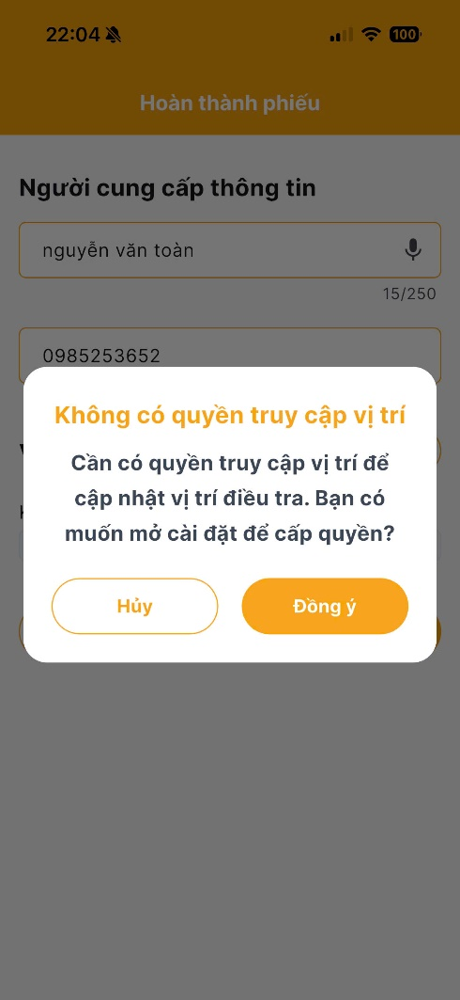 22:04
100
Hoàn thành phiếu
Người cung cấp thông tin
nguyễn văn toàn
15/250
0985253652
Không có quyền truy cập vị trí
Cần có quyền truy cập vị trí để
cập nhật vị trí điều tra. Bạn có
muốn mở cài đặt để cấp quyền?
Hủy
Đồng ý